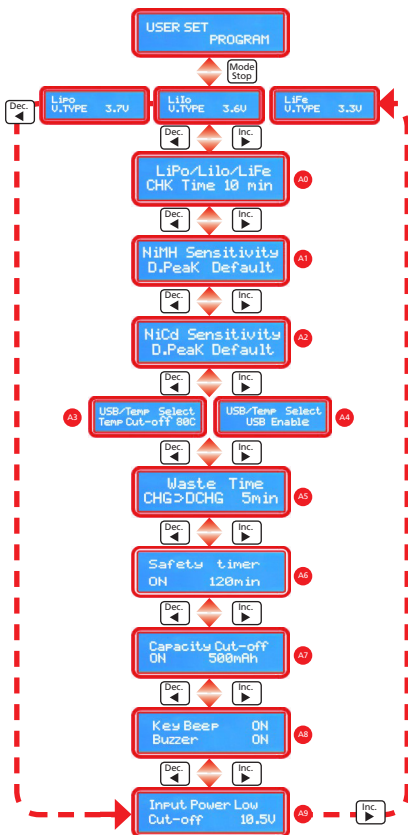 USER SET
PROGRAM
Mode
Stop
Dec.
Lipo
V.TYPE 3.7V
LiIo
V.TYPE 3.6V
LiFe
V.TYPE 3.3V
Dec. Inc.
LiPo/LiIo/LiFe
CHK Time 10 min
A0
Dec. Inc.
NiMH Sensitivity
D.Peak Default
A1
Dec. Inc.
NiCd Sensitivity
D.Peak Default
A2
Dec. Inc.
A3
USB/Temp Select
Temp Cut-off 80C
USB/Temp Select
USB Enable
A4
Dec. Inc.
Waste Time
CHG>DCHG 5min
A5
Dec. Inc.
Safety timer
ON 120min
A6
Dec. Inc.
Capacity Cut-off
ON 500mAh
A7
Dec. Inc.
Key Beep ON
Buzzer ON
A8
Dec. Inc.
Input Power Low
Cut-off 10.5V
A9
Inc.